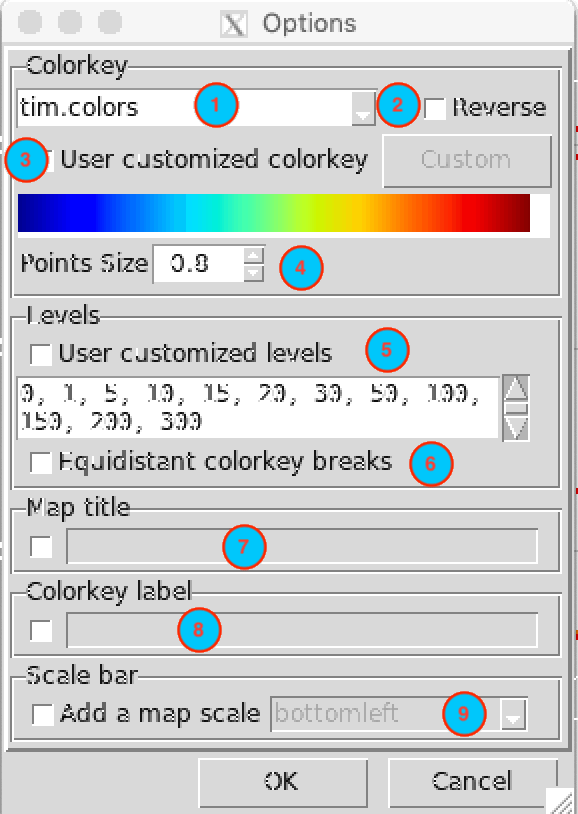 X Options
Colorkey
tim.colors 1 2 Reverse
3 User customized colorkey Custom
Points Size 0.8 4
Levels
User customized levels 5
0, 1, 5, 10, 15, 20, 30, 50, 100,
150, 200, 300
Equidistant colorkey breaks 6
Map title
7
Colorkey label
8
Scale bar
Add a map scale bottomleft 9
OK Cancel